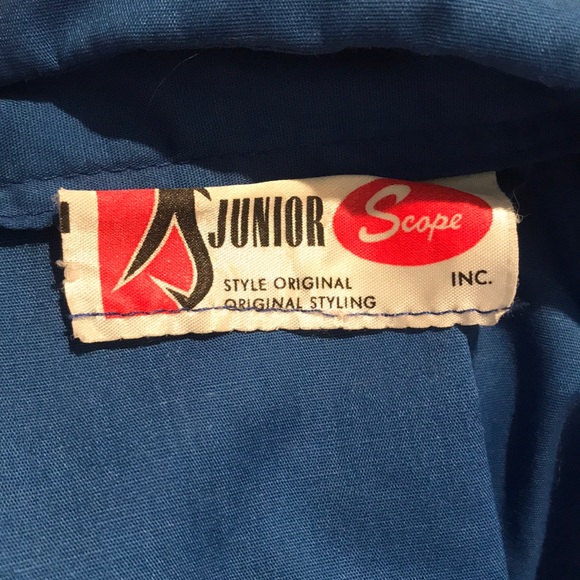 JUNIOR Scope
STYLE ORIGINAL INC.
ORIGINAL STYLING